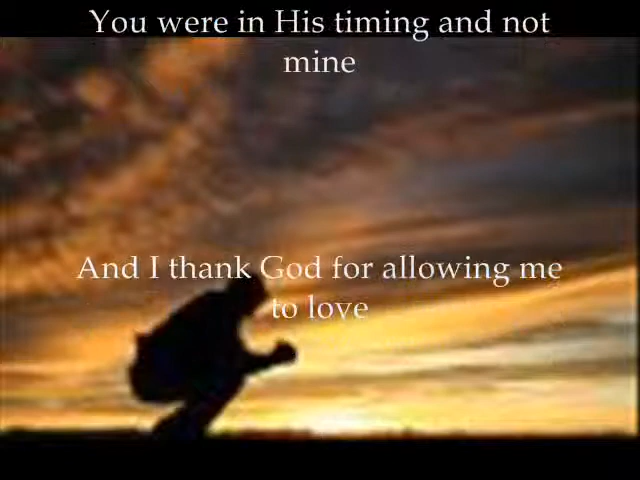 You were in His timing and not
mine
And I thank God for allowing me
to love